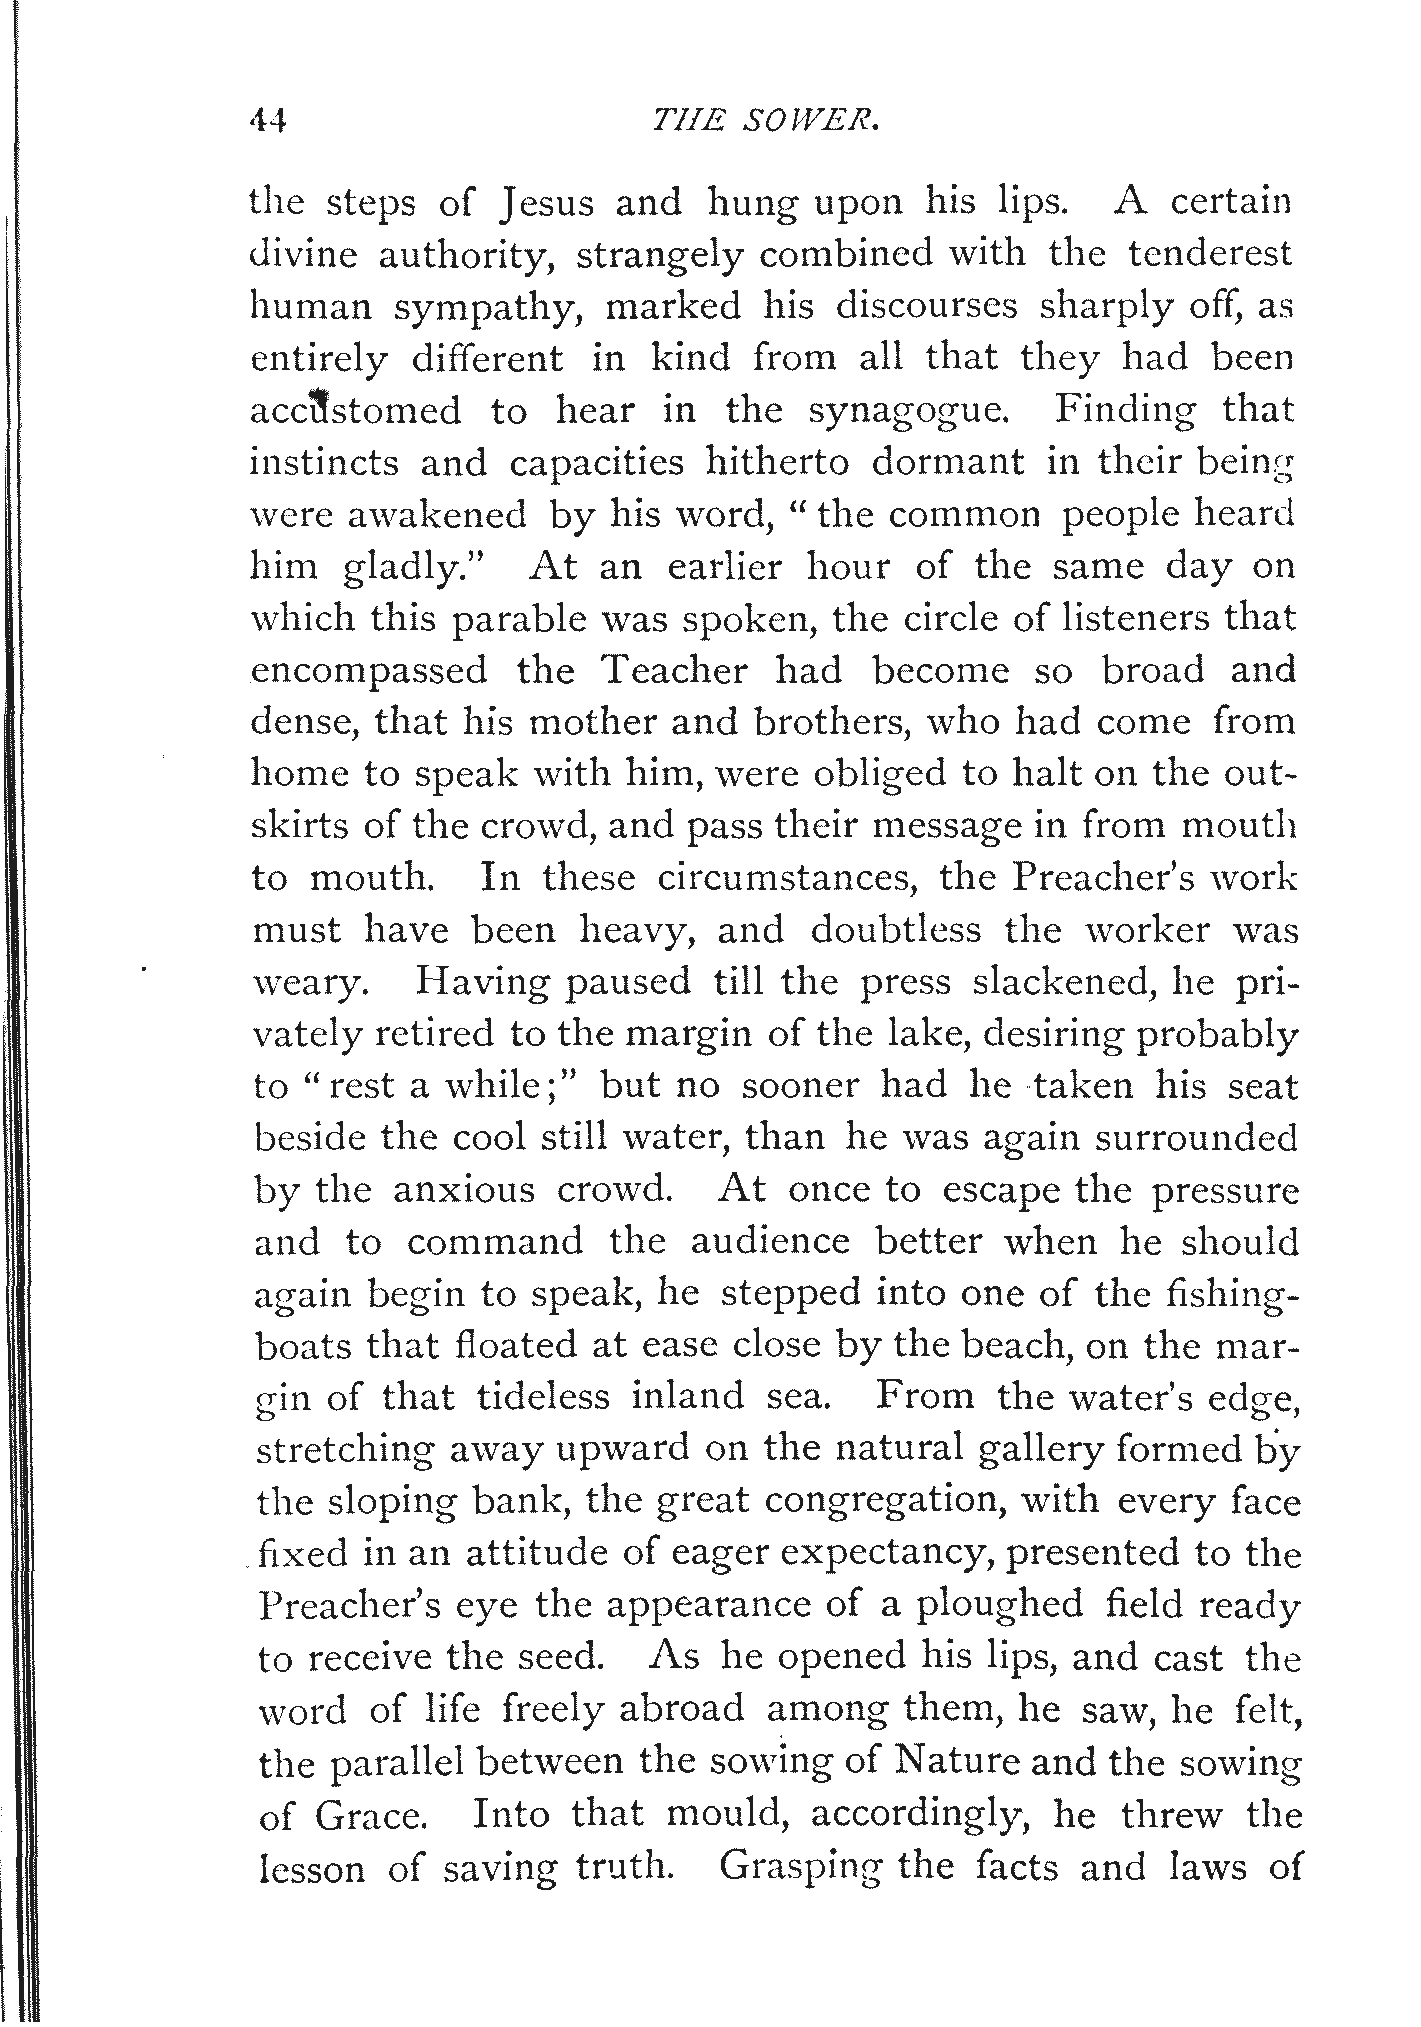 44 THE SOWER.
the steps of Jesus and hung upon his lips. A certain
divine authority, strangely combined with the tenderest
human sympathy, marked his discourses sharply off, as
entirely different in kind from all that they had been
accustomed to hear in the synagogue. Finding that
instincts and capacities hitherto dormant in their being
were awakened by his word, “ the common people heard
him gladly.” At an earlier hour of the same day on
which this parable was spoken, the circle of listeners that
encompassed the Teacher had become so broad and
dense, that his mother and brothers, who had come from
home to speak with him, were obliged to halt on the out-
skirts of the crowd, and pass their message in from mouth
to mouth. In these circumstances, the Preacher’s work
must have been heavy, and doubtless the worker was
weary. Having paused till the press slackened, he pri-
vately retired to the margin of the lake, desiring probably
to “ rest a while ;” but no sooner had he taken his seat
beside the cool still water, than he was again surrounded
by the anxious crowd. At once to escape the pressure
and to command the audience better when he should
again begin to speak, he stepped into one of the fishing-
boats that floated at ease close by the beach, on the mar-
gin of that tideless inland sea. From the water’s edge,
stretching away upward on the natural gallery formed by
the sloping bank, the great congregation, with every face
fixed in an attitude of eager expectancy, presented to the
Preacher’s eye the appearance of a ploughed field ready
to receive the seed. As he opened his lips, and cast the
word of life freely abroad among them, he saw, he felt,
the parallel between the sowing of Nature and the sowing
of Grace. Into that mould, accordingly, he threw the
lesson of saving truth. Grasping the facts and laws of